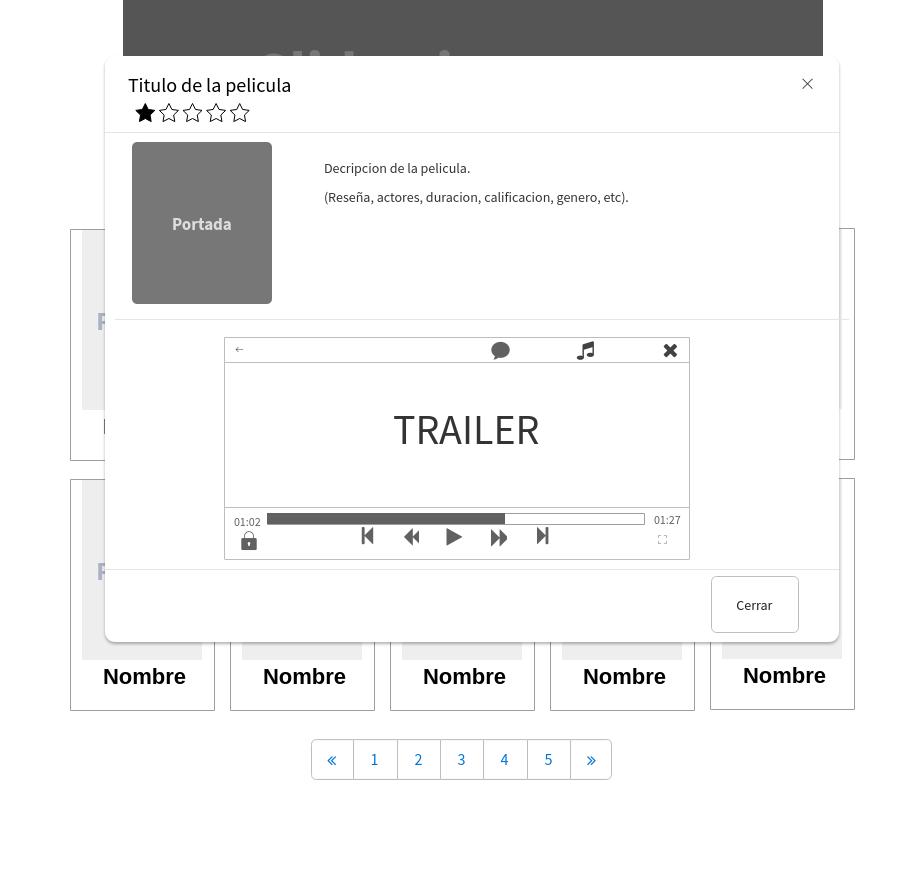 Titulo de la pelicula
Portada
Decripcion de la pelicula.
(Reseña, actores, duracion, calificacion, genero, etc).
←
TRAILER
01:02
01:27
Cerrar
Nombre Nombre Nombre Nombre Nombre
« 1 2 3 4 5 »